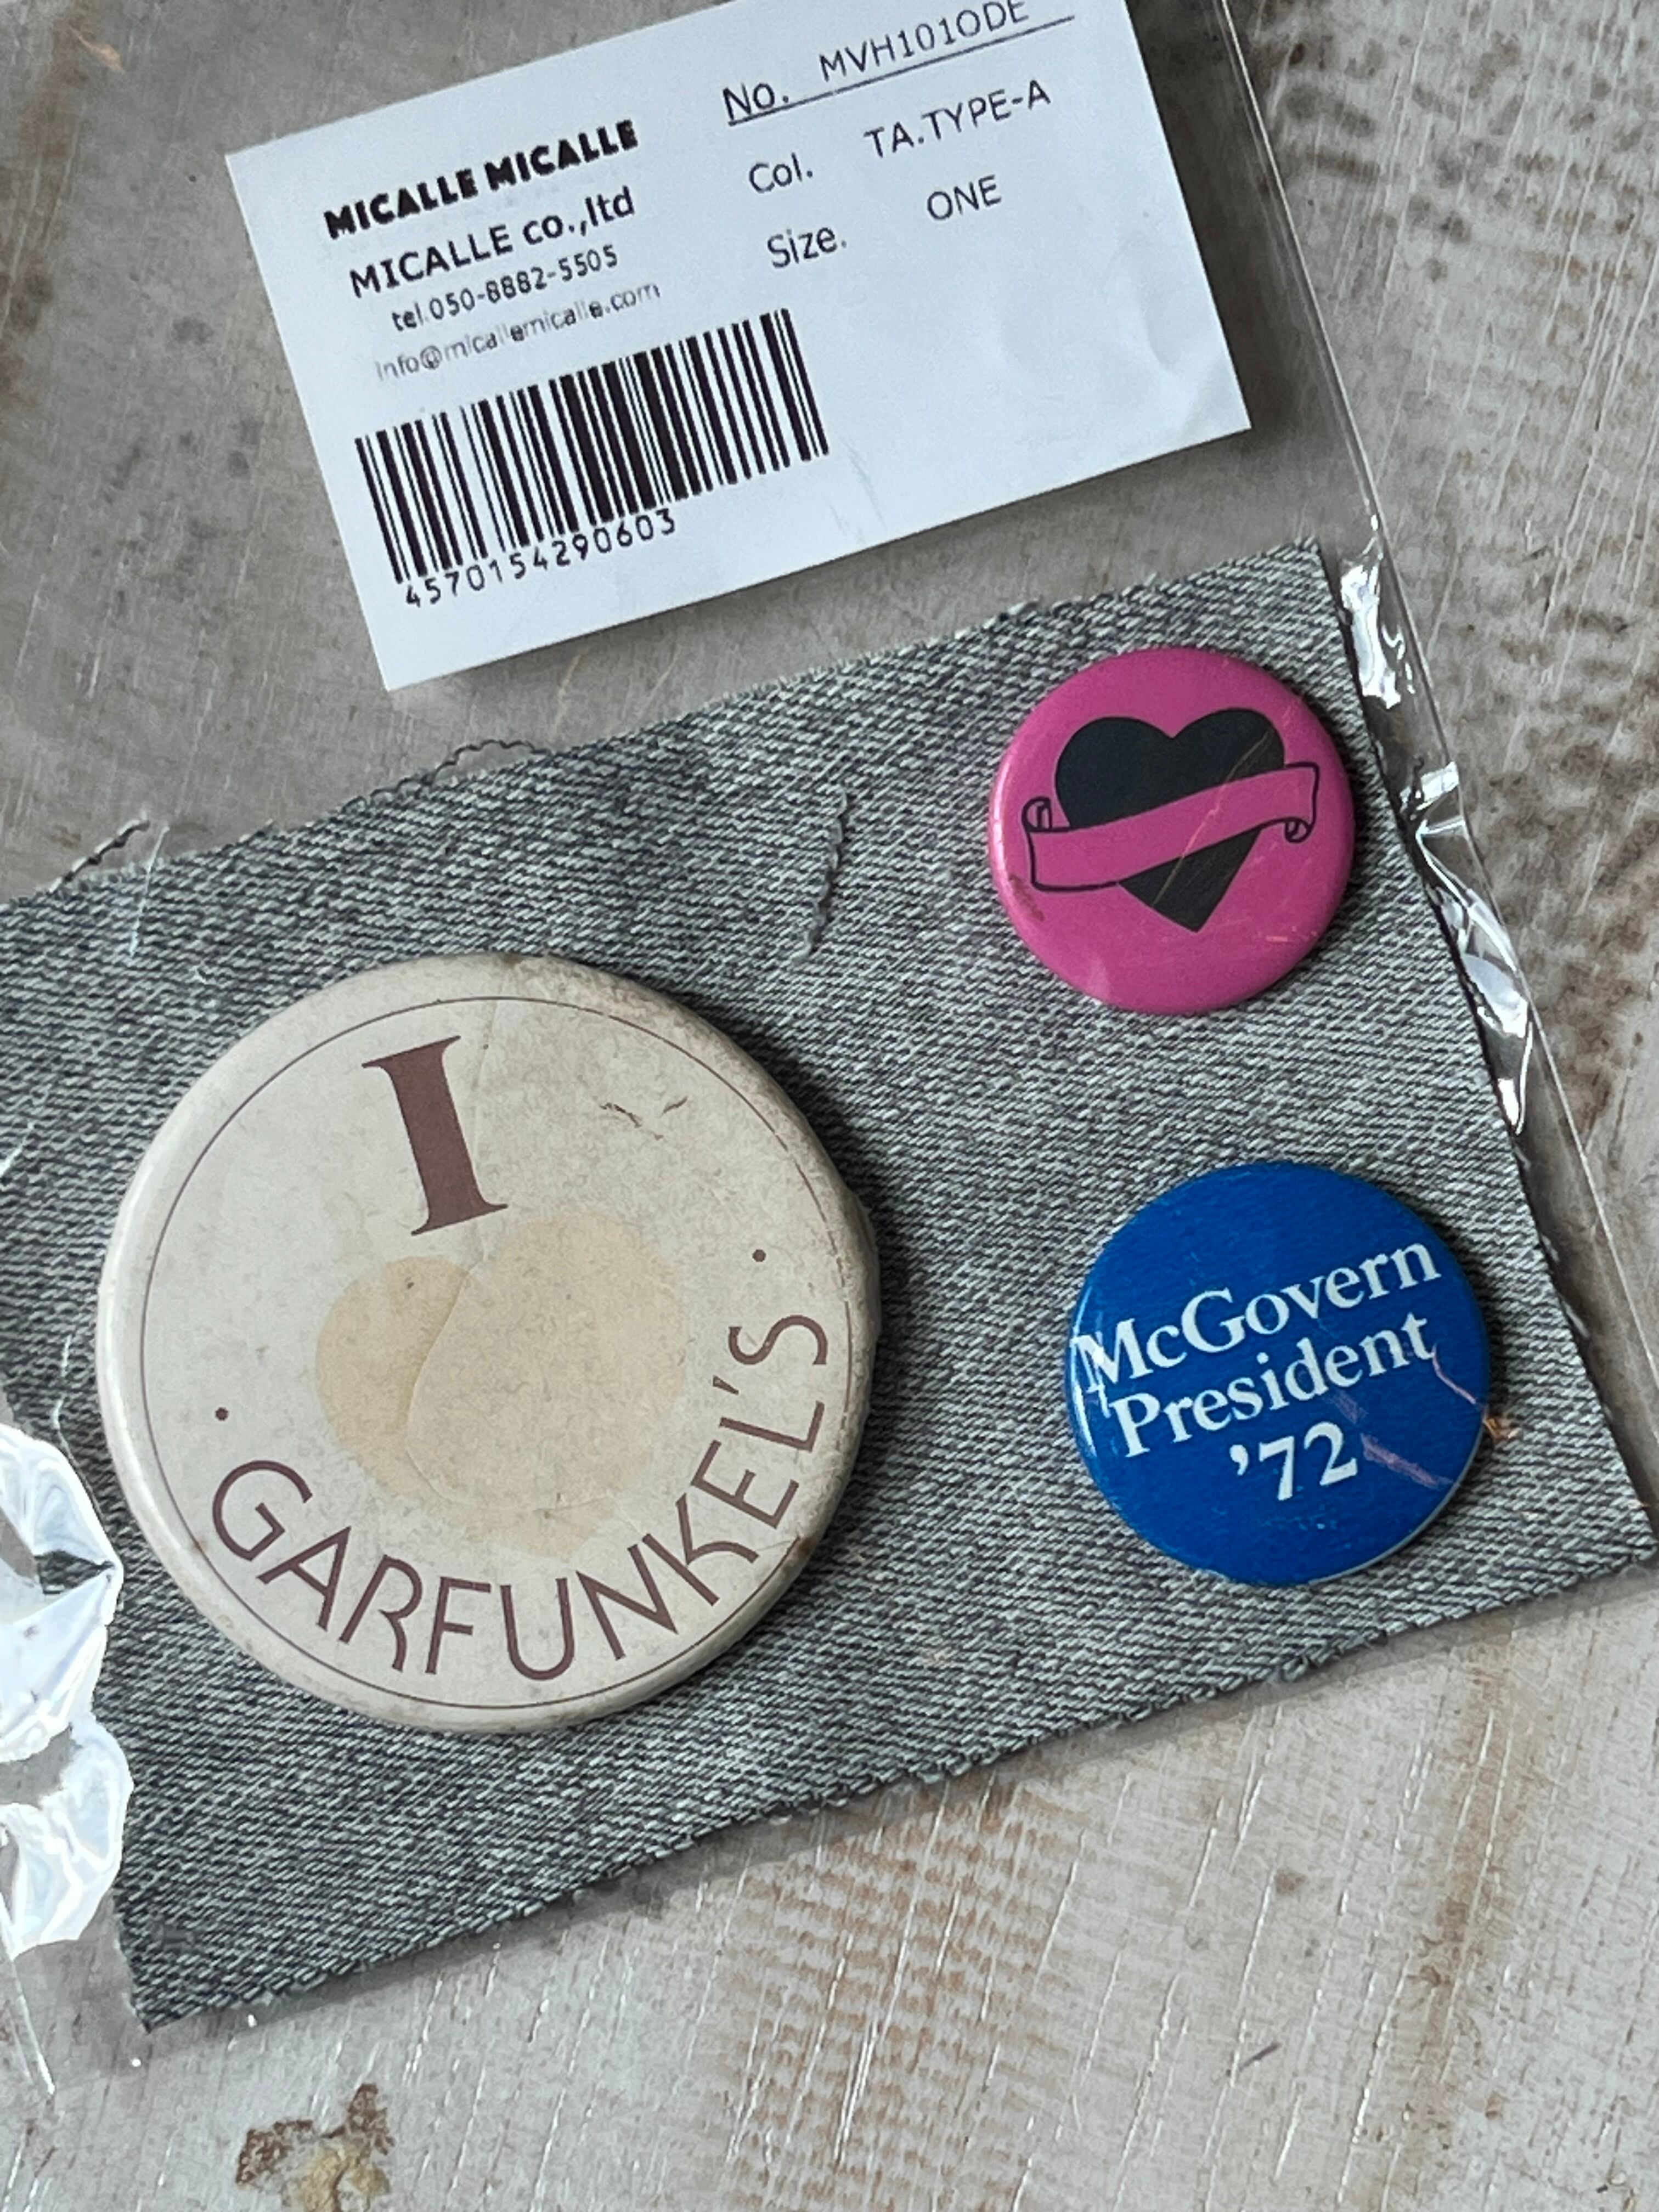 MICALLE MICALLE
MICALLE co.,ltd
tel.050-8882-5505
info@micallemicalle.com
No. MVH101ODE
Col. TA.TYPE-A
Size. ONE
4570154290603
I
• GARFUNKEL'S •
McGovern
President
'72